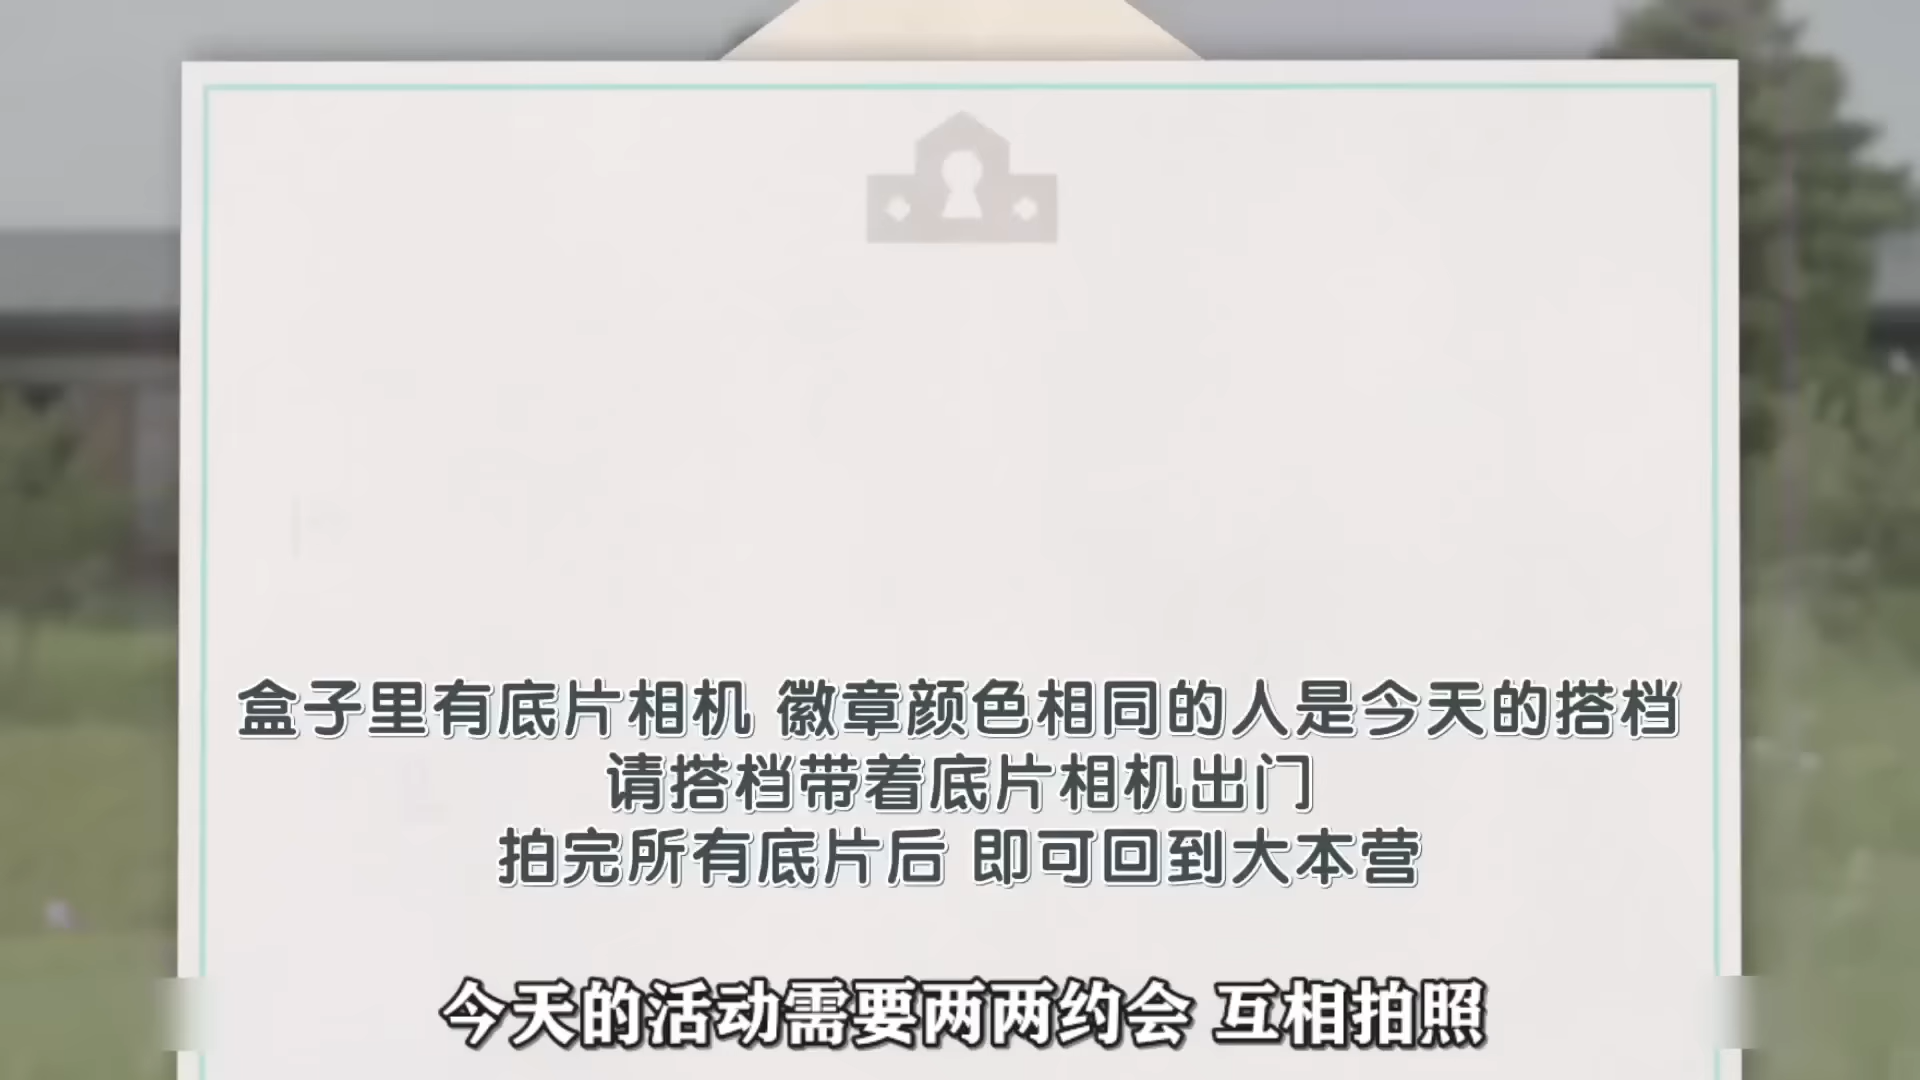 盒子里有底片相机 徽章颜色相同的人是今天的搭档
请搭档带着底片相机出门
拍完所有底片后 即可回到大本营
今天的活动需要两两约会 互相拍照